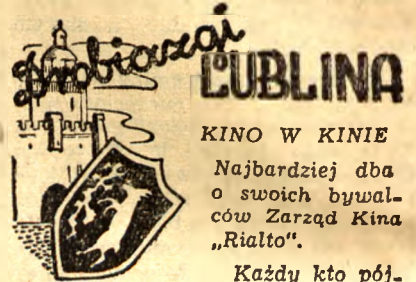 Drobiazgi
LUBLINA
KINO W KINIE
Najbardziej dba
o swoich bywal-
ców Zarząd Kina
„Rialto“.
Każdy kto pój-